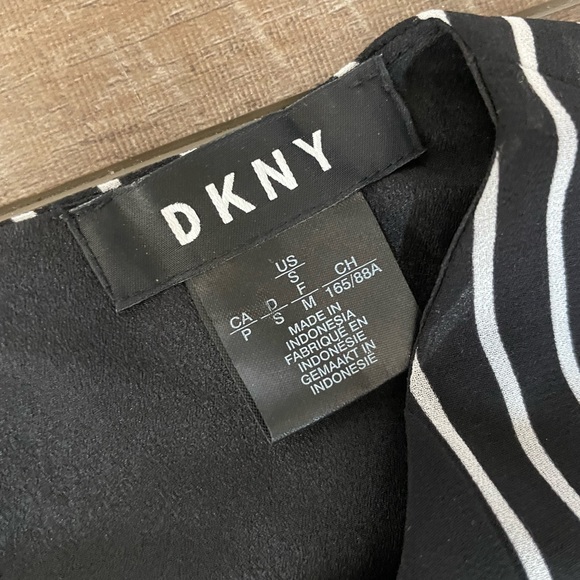 DKNY
US
S
CA D F CH
P S M 165/88A
MADE IN
INDONESIA
FABRIQUÉ EN
INDONÉSIE
GEMAAKT IN
INDONESIË